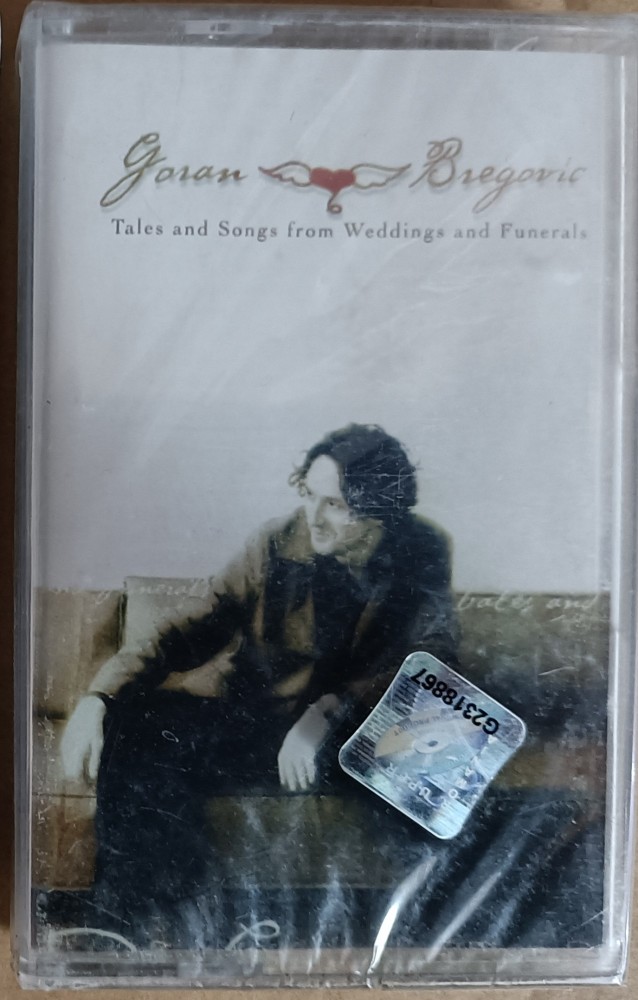 Goran Bregovic
Tales and Songs from Weddings and Funerals
G2318867